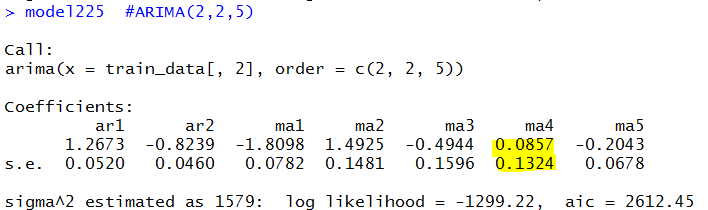 > model225  #ARIMA(2,2,5)
Call:
arima(x = train_data[, 2], order = c(2, 2, 5))
Coefficients:
ar1 ar2 ma1 ma2 ma3 ma4 ma5
1.2673 -0.8239 -1.8098 1.4925 -0.4944 0.0857 -0.2043
s.e. 0.0520 0.0460 0.0782 0.1481 0.1596 0.1324 0.0678
sigma^2 estimated as 1579:  log likelihood = -1299.22,  aic = 2612.45